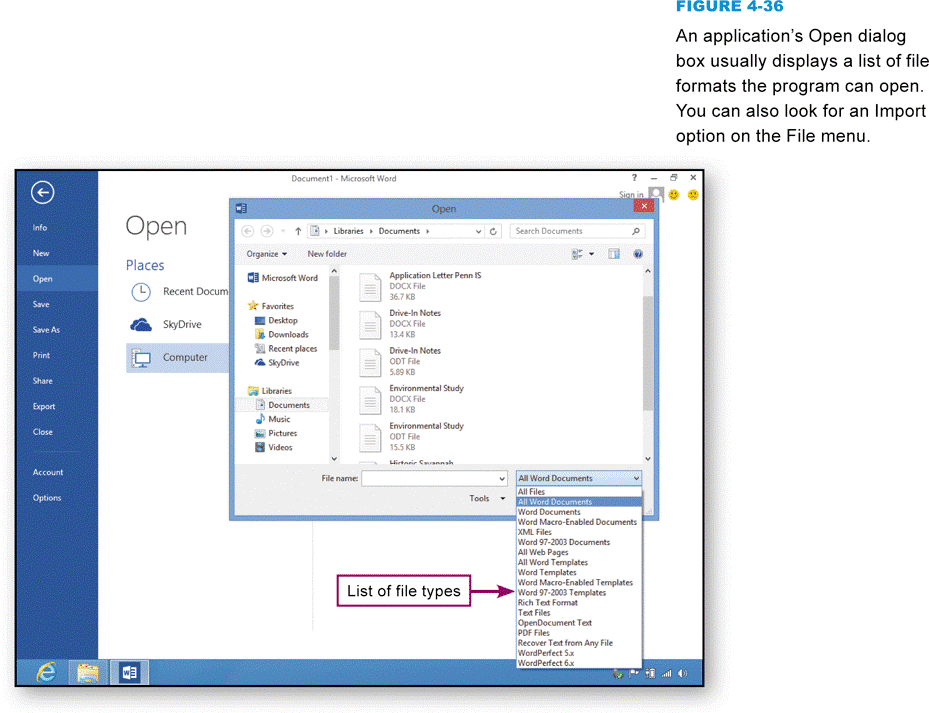 FIGURE 4-36
An application's Open dialog
box usually displays a list of file
formats the program can open.
You can also look for an Import
option on the File menu.
Document1 - Microsoft Word
?
Sign in
Info
New
Open
Save
Save As
Print
Share
Export
Close
Account
Options
Open
Places
Recent Docum
SkyDrive
Computer
Open
Libraries
Documents
Search Documents
Organize
New folder
Microsoft Word
Favorites
Desktop
Downloads
Recent places
SkyDrive
Libraries
Documents
Music
Pictures
Videos
Application Letter Penn IS
DOCX File
36.7 KB
Drive-In Notes
DOCX File
13.4 KB
Drive-In Notes
ODT File
5.89 KB
Environmental Study
DOCX File
18.1 KB
Environmental Study
ODT File
15.5 KB
Historic Savannah
File name:
All Word Documents
Tools
All Files
All Word Documents
Word Documents
Word Macro-Enabled Documents
XML Files
Word 97-2003 Documents
All Web Pages
All Word Templates
Word Templates
Word Macro-Enabled Templates
Word 97-2003 Templates
Rich Text Format
Text Files
OpenDocument Text
PDF Files
Recover Text from Any File
WordPerfect 5.x
WordPerfect 6.x
List of file types